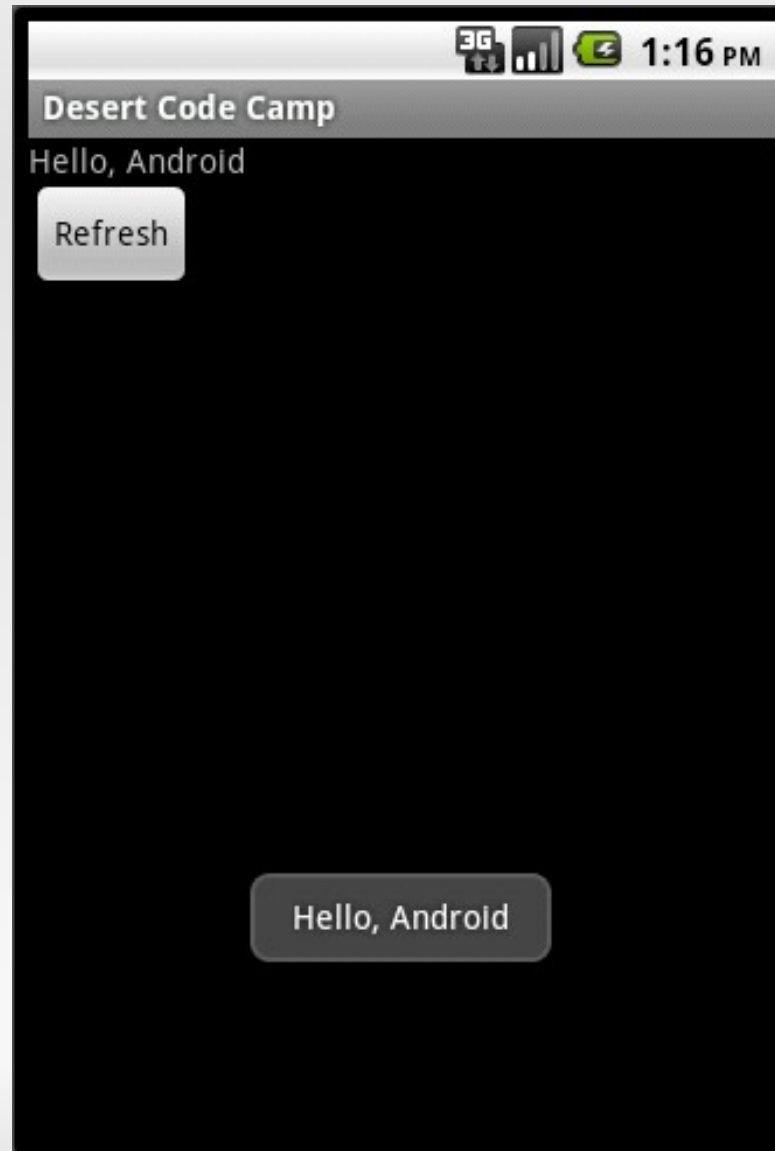 3G 1:16 PM
Desert Code Camp
Hello, Android
Refresh
Hello, Android